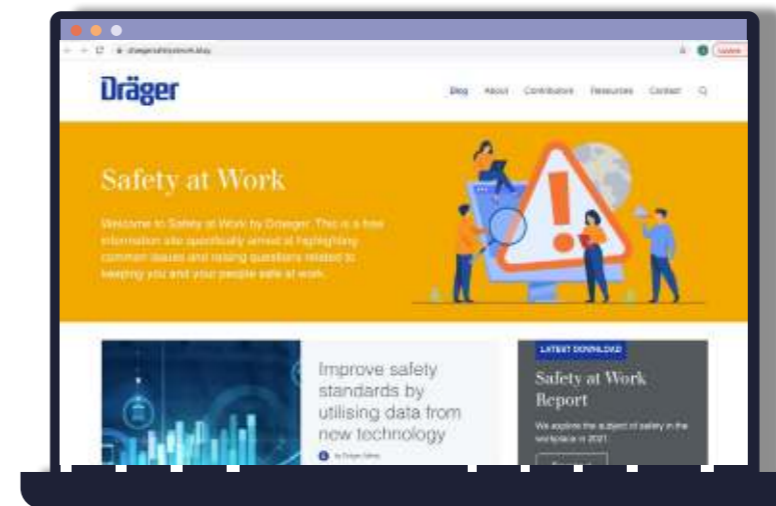 Dräger
Blog About Contributors Resources Contact
Safety at Work
Welcome to Safety at Work by Draeger. This is a free
information site specifically aimed at highlighting
common issues and raising questions related to
keeping you and your people safe at work.
Improve safety
standards by
utilising data from
new technology
by Draeger Safety
LATEST DOWNLOAD
Safety at Work
Report
We explore the subject of safety in the
workplace in 2021